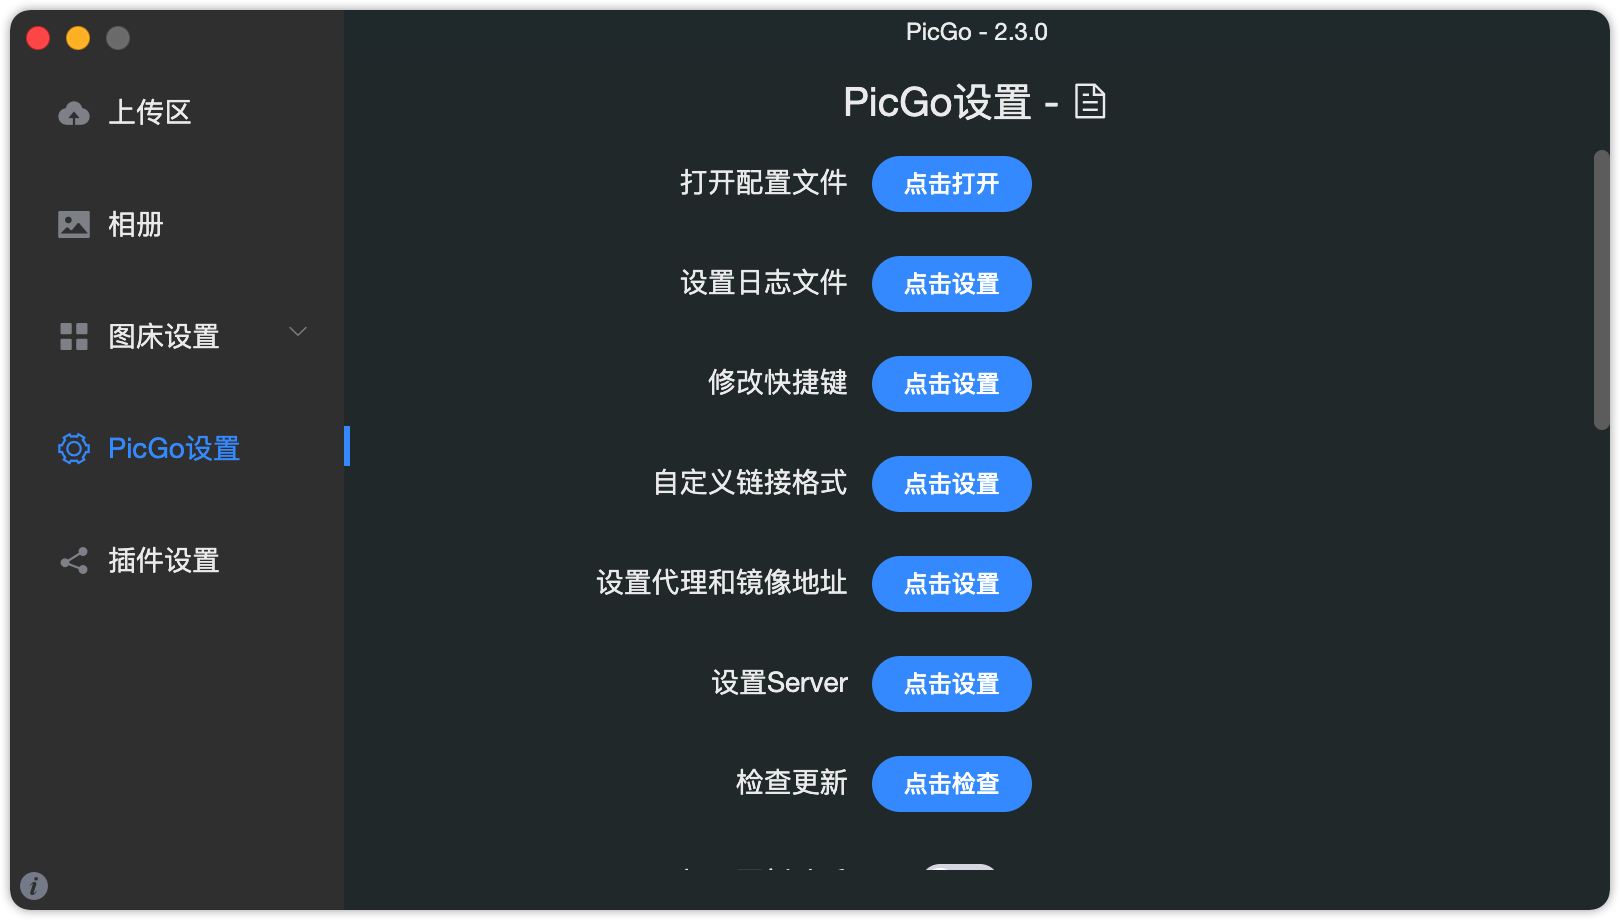 PicGo - 2.3.0
上传区
相册
图床设置
PicGo设置
插件设置
PicGo设置 -
打开配置文件 点击打开
设置日志文件 点击设置
修改快捷键 点击设置
自定义链接格式 点击设置
设置代理和镜像地址 点击设置
设置Server 点击设置
检查更新 点击检查